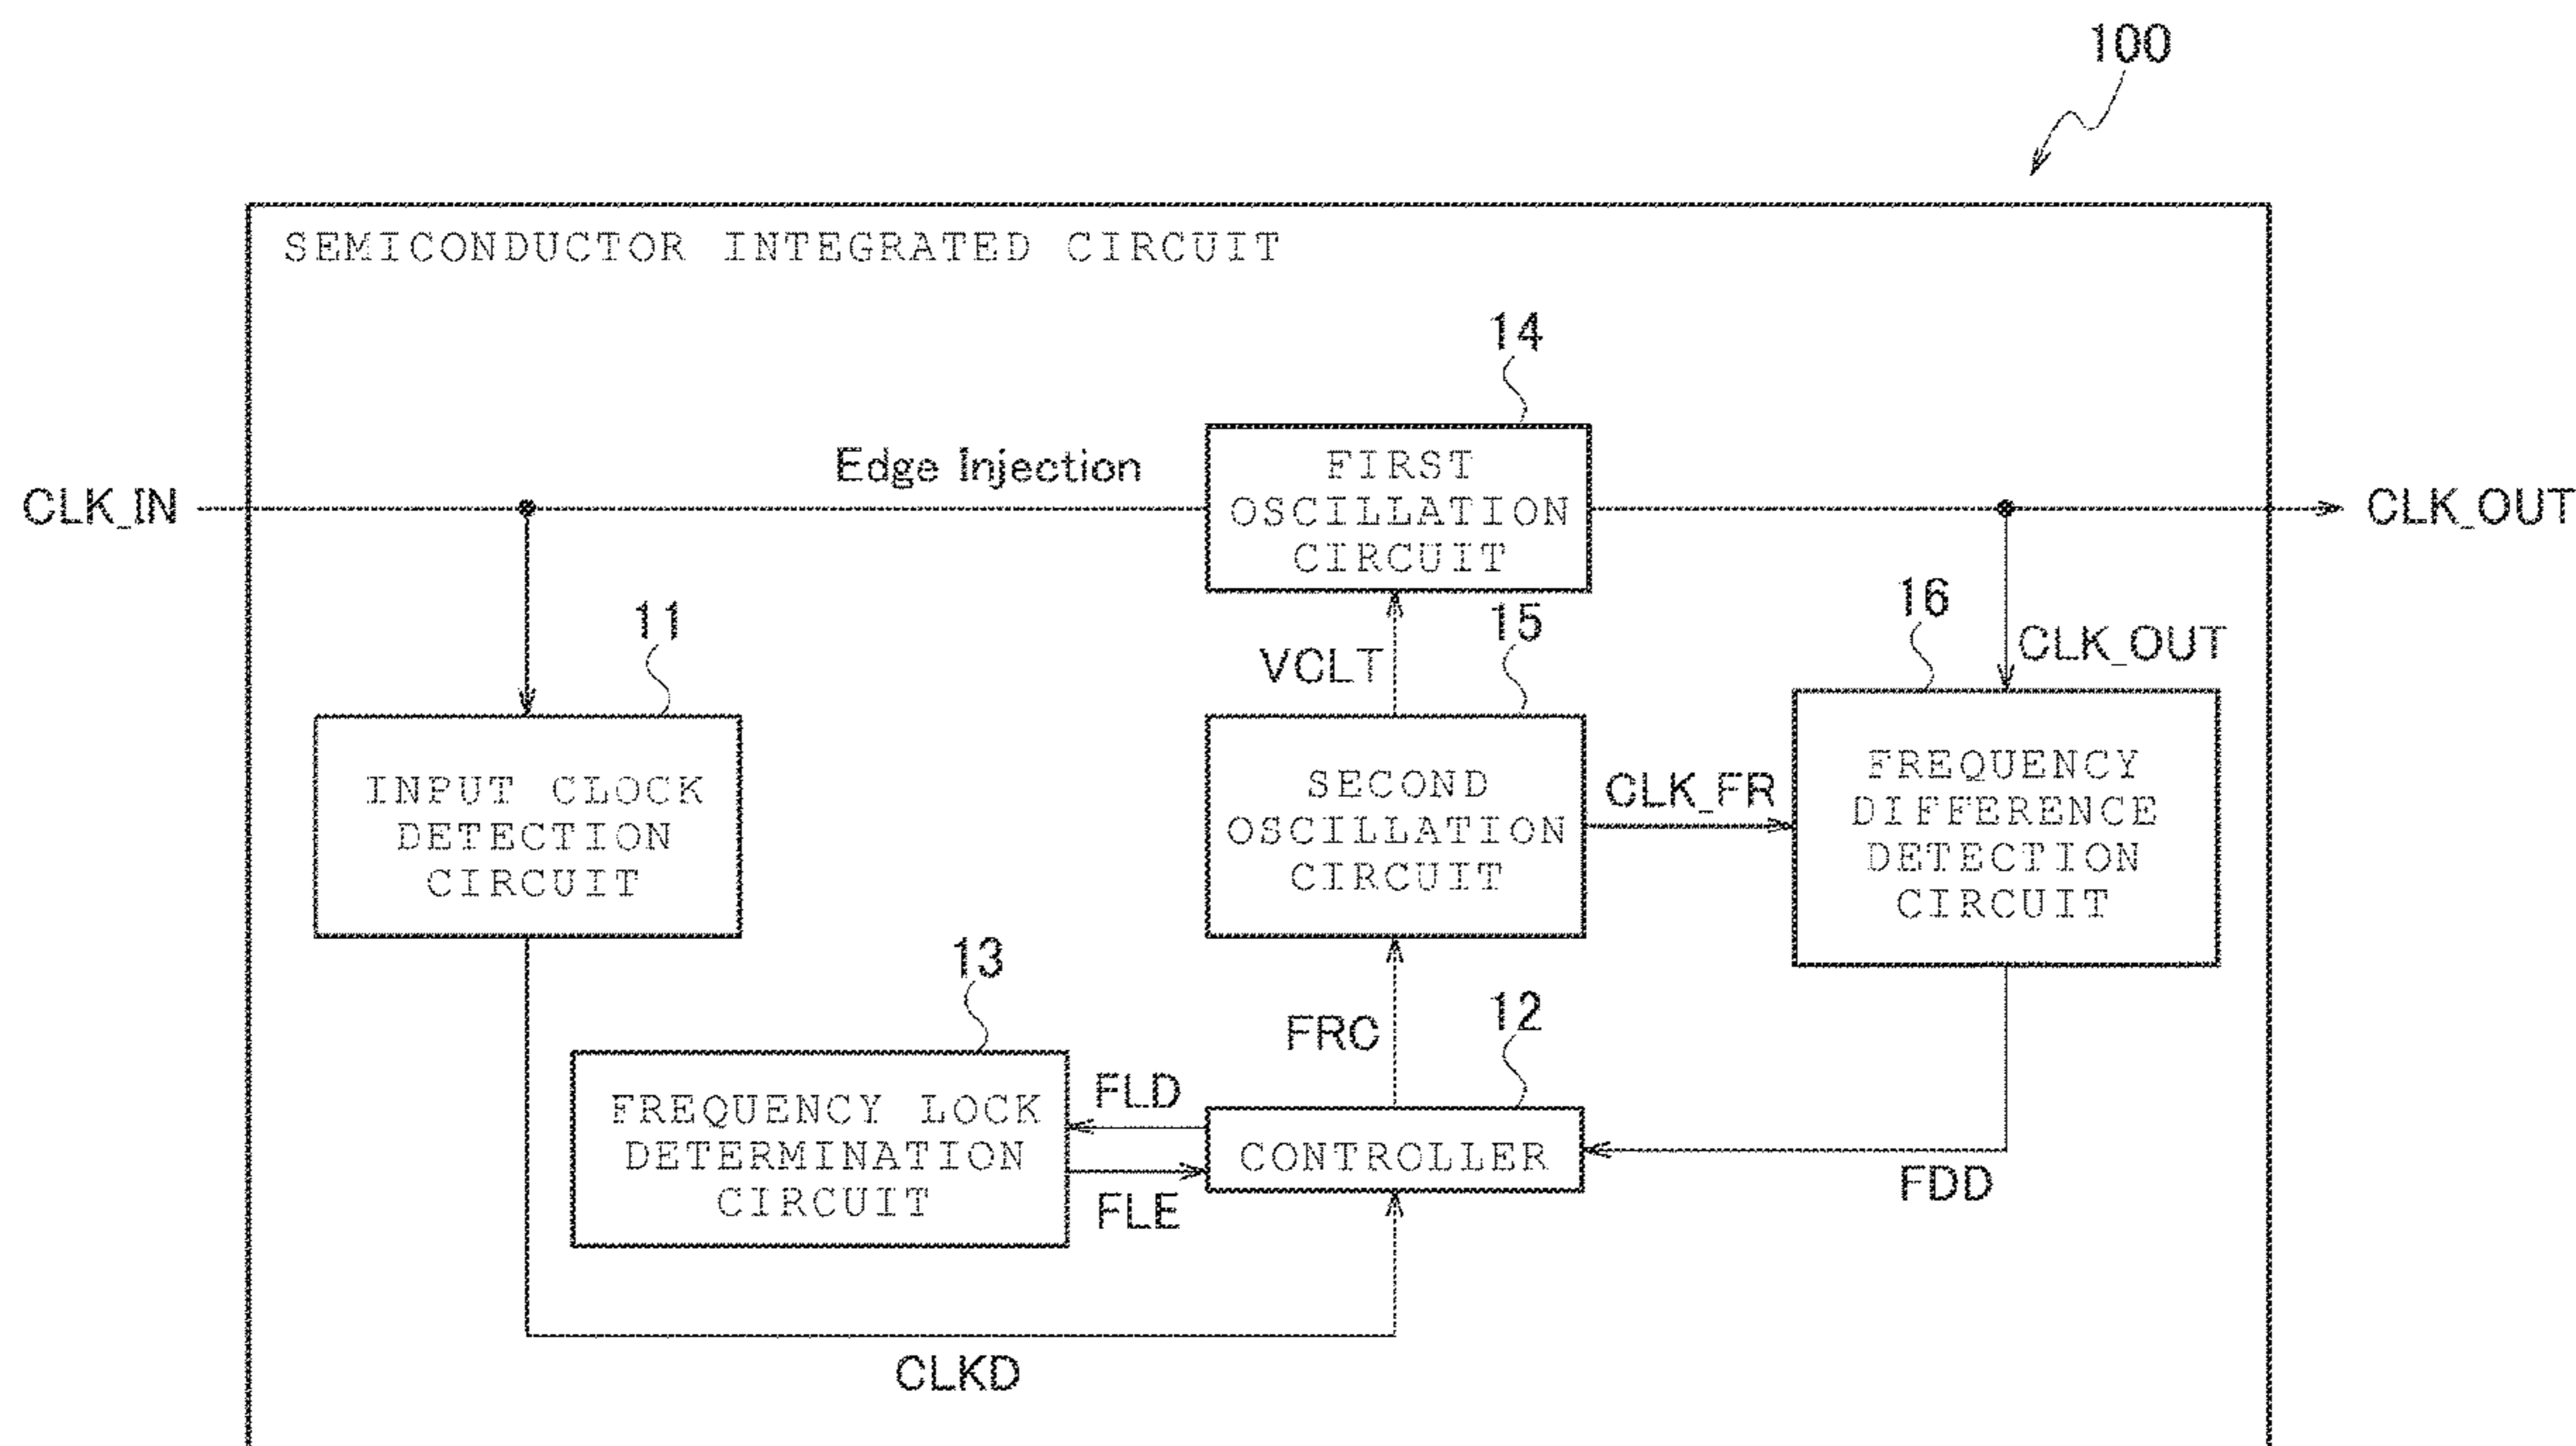 100
SEMICONDUCTOR INTEGRATED CIRCUIT
14
Edge Injection
FIRST
OSCILLATION
CIRCUIT
CLK_IN
CLK_OUT
11
VCLT
15
16
CLK_OUT
INPUT CLOCK
DETECTION
CIRCUIT
SECOND
OSCILLATION
CIRCUIT
CLK_FR
FREQUENCY
DIFFERENCE
DETECTION
CIRCUIT
13
FRC
12
FREQUENCY LOCK
DETERMINATION
CIRCUIT
FLD
FLE
CONTROLLER
FDD
CLKD